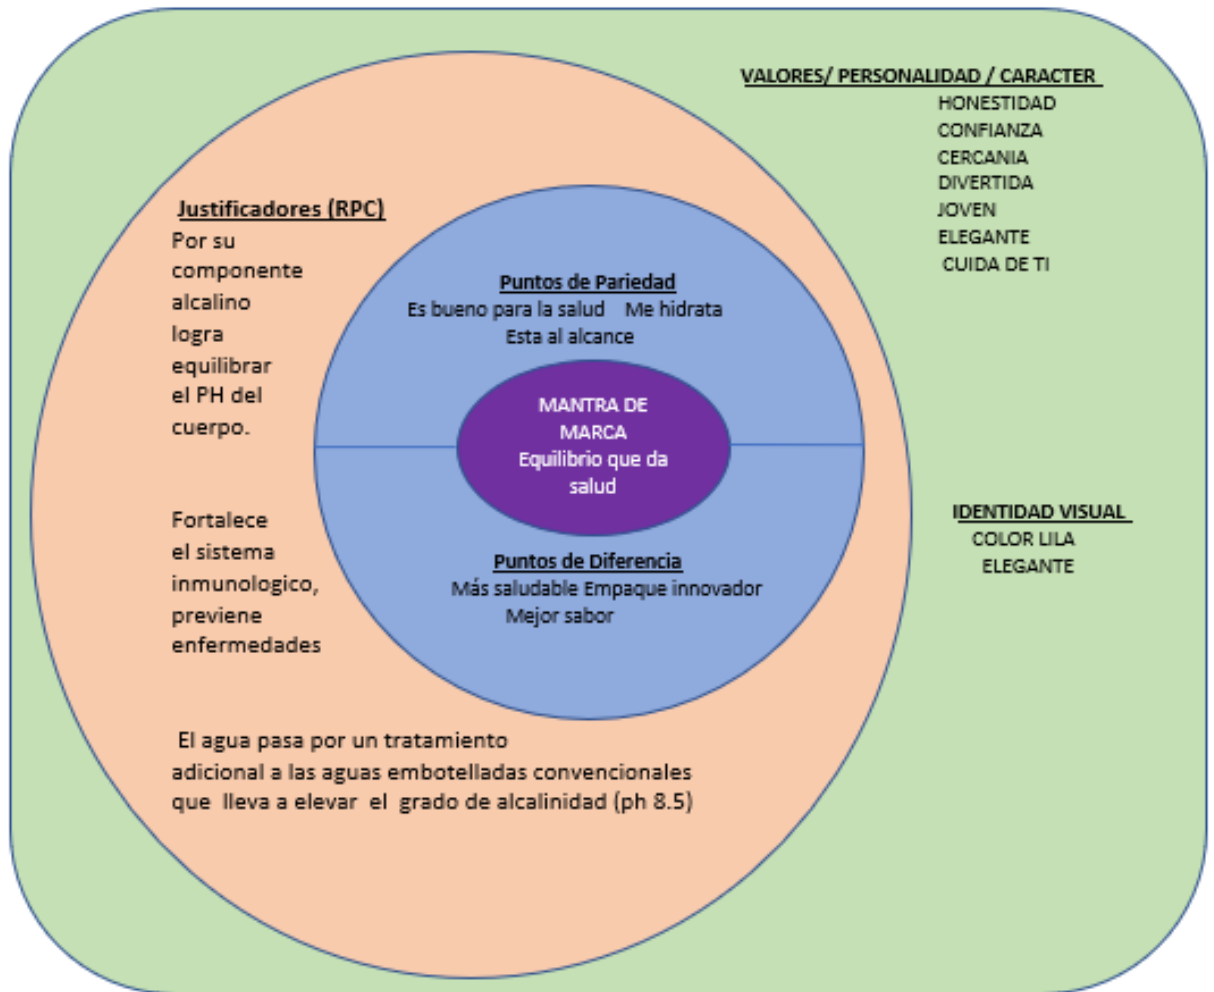 VALORES/ PERSONALIDAD / CARACTER
HONESTIDAD
CONFIANZA
CERCANIA
DIVERTIDA
JOVEN
ELEGANTE
CUIDA DE TI
Justificadores (RPC)
Por su
componente
alcalino
logra
equilibrar
el PH del
cuerpo.
Fortalece
el sistema
inmunologico,
previene
enfermedades
El agua pasa por un tratamiento
adicional a las aguas embotelladas convencionales
que lleva a elevar el grado de alcalinidad (ph 8.5)
Puntos de Pariedad
Es bueno para la salud Me hidrata
Esta al alcance
MANTRA DE
MARCA
Equilibrio que da
salud
Puntos de Diferencia
Más saludable Empaque innovador
Mejor sabor
IDENTIDAD VISUAL
COLOR LILA
ELEGANTE